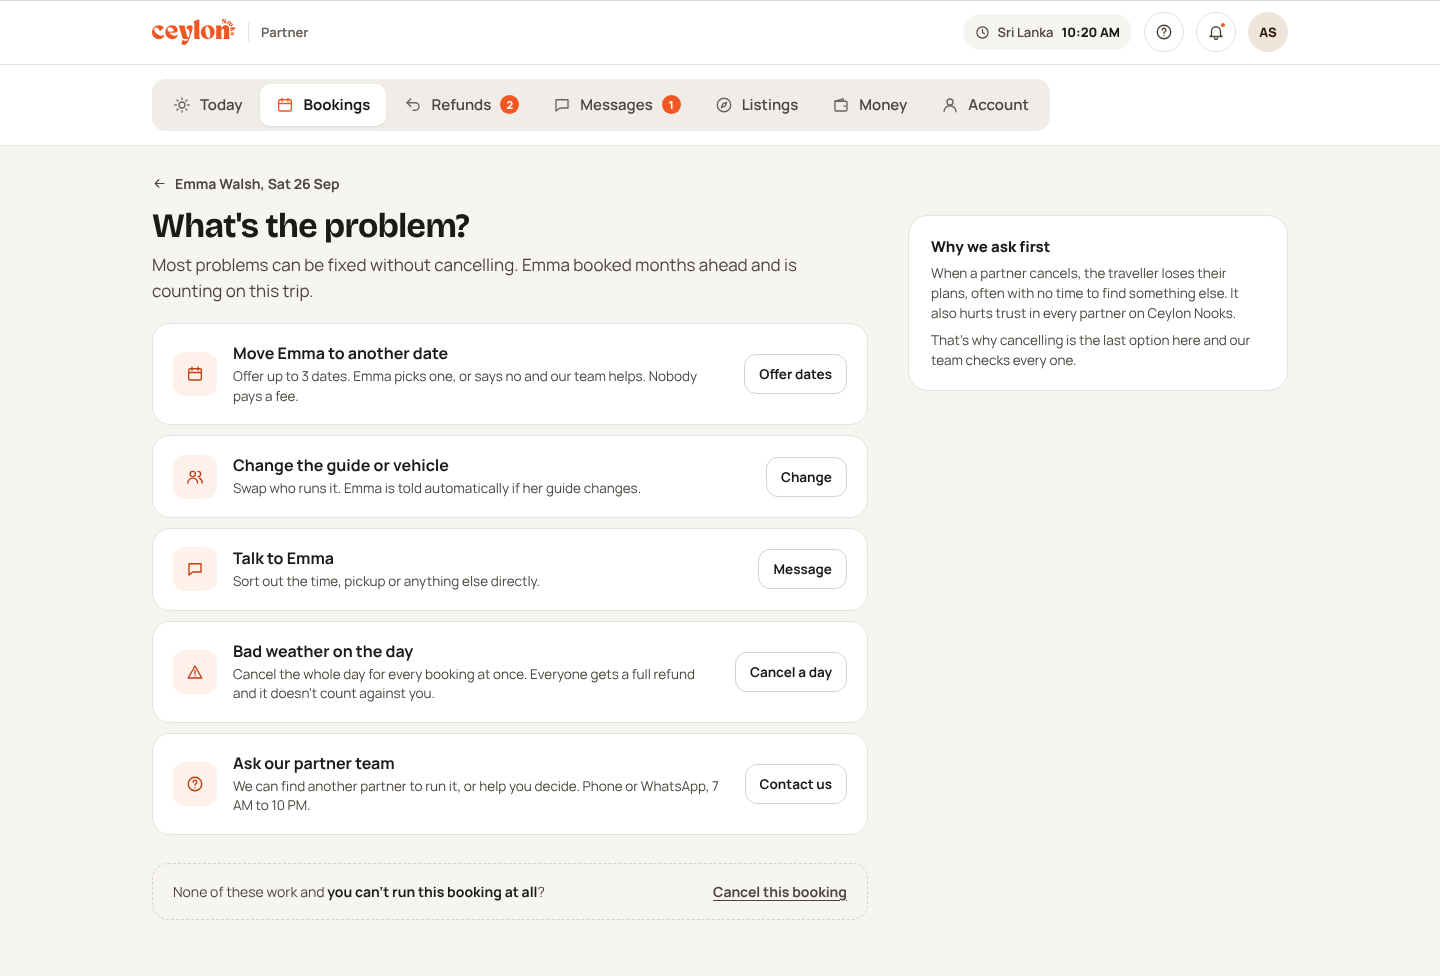 ceylon
Nooks
Partner
Sri Lanka 10:20 AM
AS
Today
Bookings
Refunds 2
Messages 1
Listings
Money
Account
← Emma Walsh, Sat 26 Sep
What's the problem?
Most problems can be fixed without cancelling. Emma booked months ahead and is
counting on this trip.
Move Emma to another date
Offer up to 3 dates. Emma picks one, or says no and our team helps. Nobody
pays a fee.
Offer dates
Change the guide or vehicle
Swap who runs it. Emma is told automatically if her guide changes.
Change
Talk to Emma
Sort out the time, pickup or anything else directly.
Message
Bad weather on the day
Cancel the whole day for every booking at once. Everyone gets a full refund
and it doesn't count against you.
Cancel a day
Ask our partner team
We can find another partner to run it, or help you decide. Phone or WhatsApp, 7
AM to 10 PM.
Contact us
None of these work and you can't run this booking at all?
Cancel this booking
Why we ask first
When a partner cancels, the traveller loses their
plans, often with no time to find something else. It
also hurts trust in every partner on Ceylon Nooks.
That's why cancelling is the last option here and our
team checks every one.